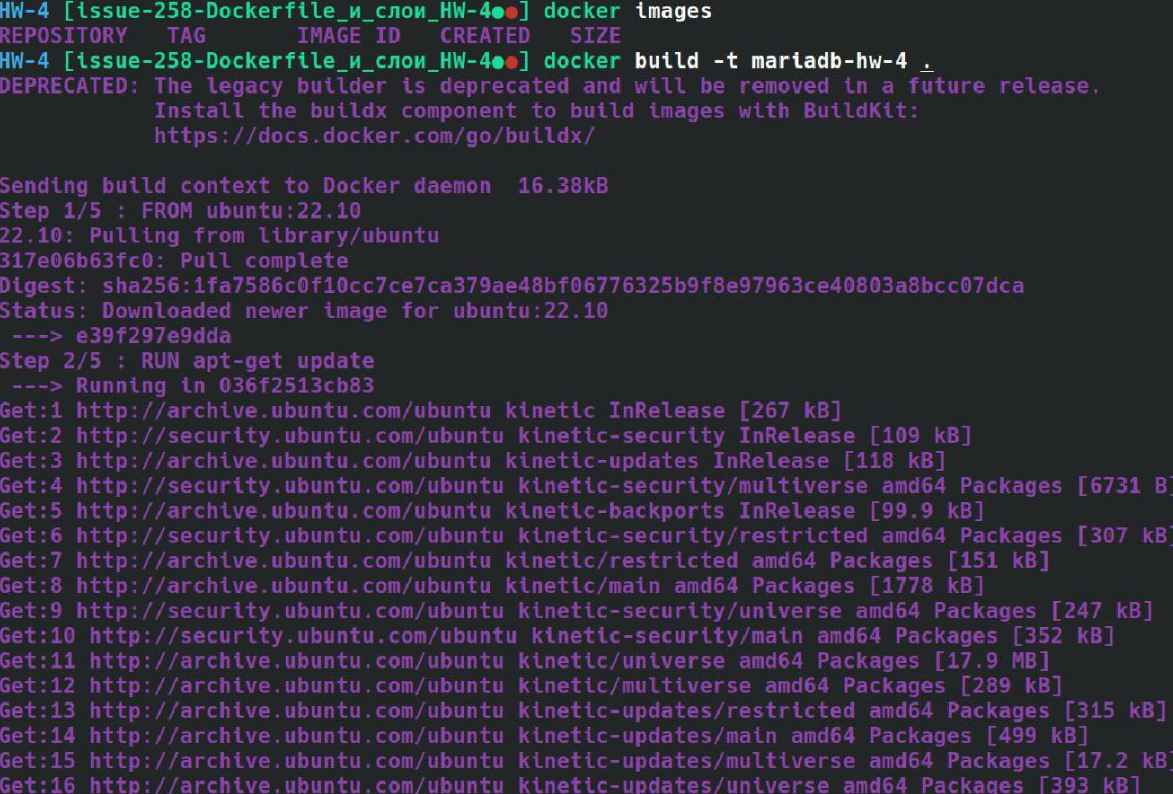 HW-4 [issue-258-Dockerfile_и_слои_HW-4●●] docker images
REPOSITORY   TAG       IMAGE ID   CREATED   SIZE
HW-4 [issue-258-Dockerfile_и_слои_HW-4●●] docker build -t mariadb-hw-4 .
DEPRECATED: The legacy builder is deprecated and will be removed in a future release.
            Install the buildx component to build images with BuildKit:
            https://docs.docker.com/go/buildx/
Sending build context to Docker daemon  16.38kB
Step 1/5 : FROM ubuntu:22.10
22.10: Pulling from library/ubuntu
317e06b63fc0: Pull complete
Digest: sha256:1fa7586c0f10cc7ce7ca379ae48bf06776325b9f8e97963ce40803a8bcc07dca
Status: Downloaded newer image for ubuntu:22.10
 ---> e39f297e9dda
Step 2/5 : RUN apt-get update
 ---> Running in 036f2513cb83
Get:1 http://archive.ubuntu.com/ubuntu kinetic InRelease [267 kB]
Get:2 http://security.ubuntu.com/ubuntu kinetic-security InRelease [109 kB]
Get:3 http://archive.ubuntu.com/ubuntu kinetic-updates InRelease [118 kB]
Get:4 http://security.ubuntu.com/ubuntu kinetic-security/multiverse amd64 Packages [6731 B]
Get:5 http://archive.ubuntu.com/ubuntu kinetic-backports InRelease [99.9 kB]
Get:6 http://security.ubuntu.com/ubuntu kinetic-security/restricted amd64 Packages [307 kB]
Get:7 http://archive.ubuntu.com/ubuntu kinetic/restricted amd64 Packages [151 kB]
Get:8 http://archive.ubuntu.com/ubuntu kinetic/main amd64 Packages [1778 kB]
Get:9 http://security.ubuntu.com/ubuntu kinetic-security/universe amd64 Packages [247 kB]
Get:10 http://security.ubuntu.com/ubuntu kinetic-security/main amd64 Packages [352 kB]
Get:11 http://archive.ubuntu.com/ubuntu kinetic/universe amd64 Packages [17.9 MB]
Get:12 http://archive.ubuntu.com/ubuntu kinetic/multiverse amd64 Packages [289 kB]
Get:13 http://archive.ubuntu.com/ubuntu kinetic-updates/restricted amd64 Packages [315 kB]
Get:14 http://archive.ubuntu.com/ubuntu kinetic-updates/main amd64 Packages [499 kB]
Get:15 http://archive.ubuntu.com/ubuntu kinetic-updates/multiverse amd64 Packages [17.2 kB]
Get:16 http://archive.ubuntu.com/ubuntu kinetic-updates/universe amd64 Packages [393 kB]